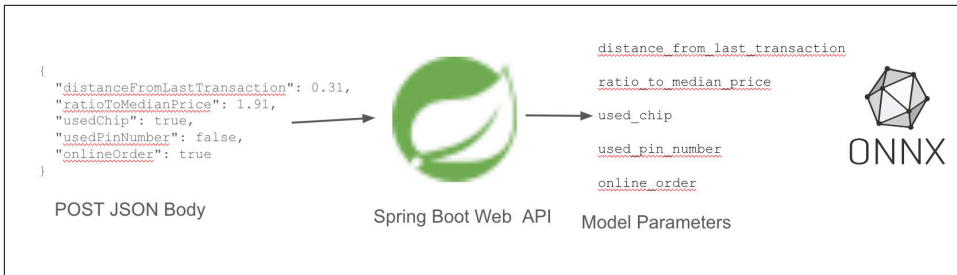 {
"distanceFromLastTransaction": 0.31,
"ratioToMedianPrice": 1.91,
"usedChip": true,
"usedPinNumber": false,
"onlineOrder": true
}
POST JSON Body
Spring Boot Web API
distance_from_last_transaction
ratio_to_median_price
used_chip
used_pin_number
online_order
Model Parameters
ONNX